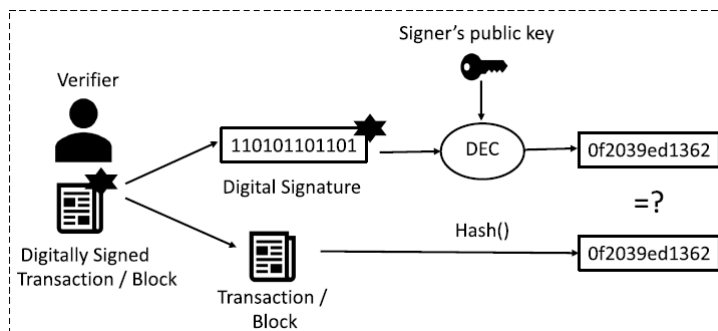 Signer's public key
Verifier
110101101101
DEC
0f2039ed1362
Digital Signature
=?
Digitally Signed
Transaction / Block
Hash()
0f2039ed1362
Transaction /
Block